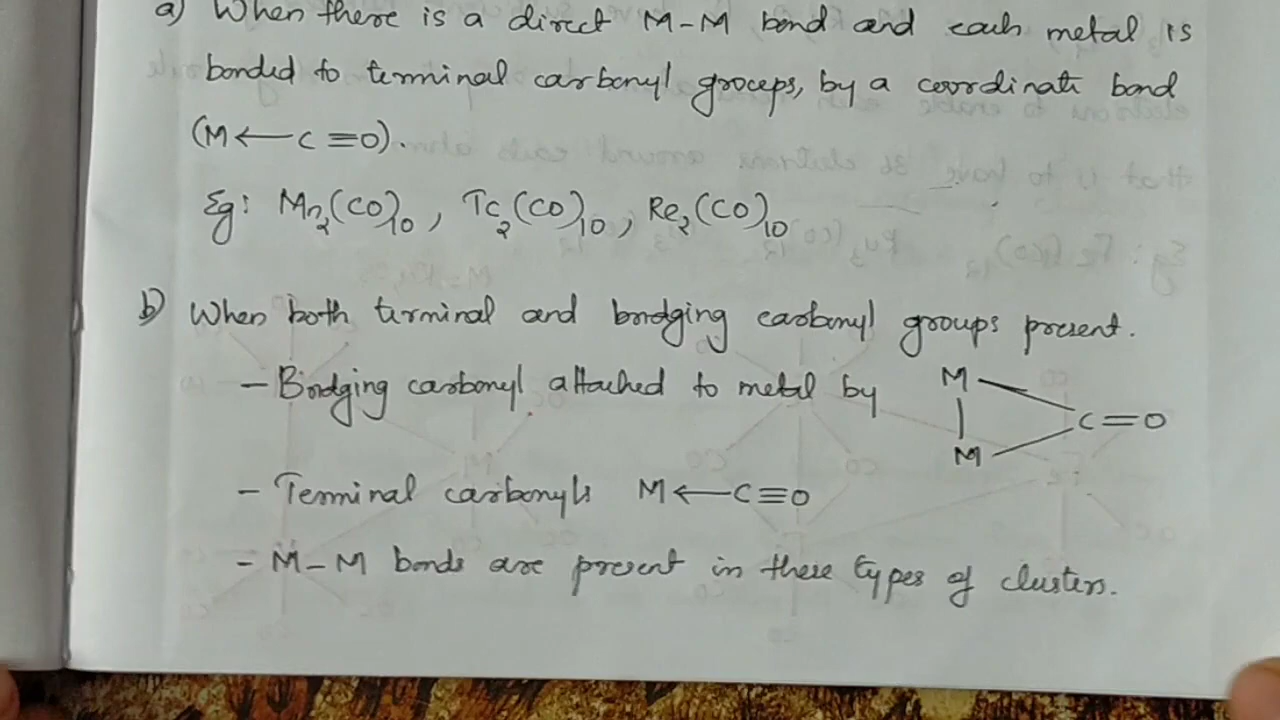 a) When there is a direct M-M bond and each metal is
bonded to terminal carbonyl groups, by a coordinate bond
(M ← C ≡ O).
Eg: Mn₂(CO)₁₀, Tc₂(CO)₁₀, Re₂(CO)₁₀
b) When both terminal and bridging carbonyl groups present.
- Bridging carbonyl attached to metal by
M
C = O
M
- Terminal carbonyls M ← C ≡ O
- M-M bonds are present in these types of clusters.